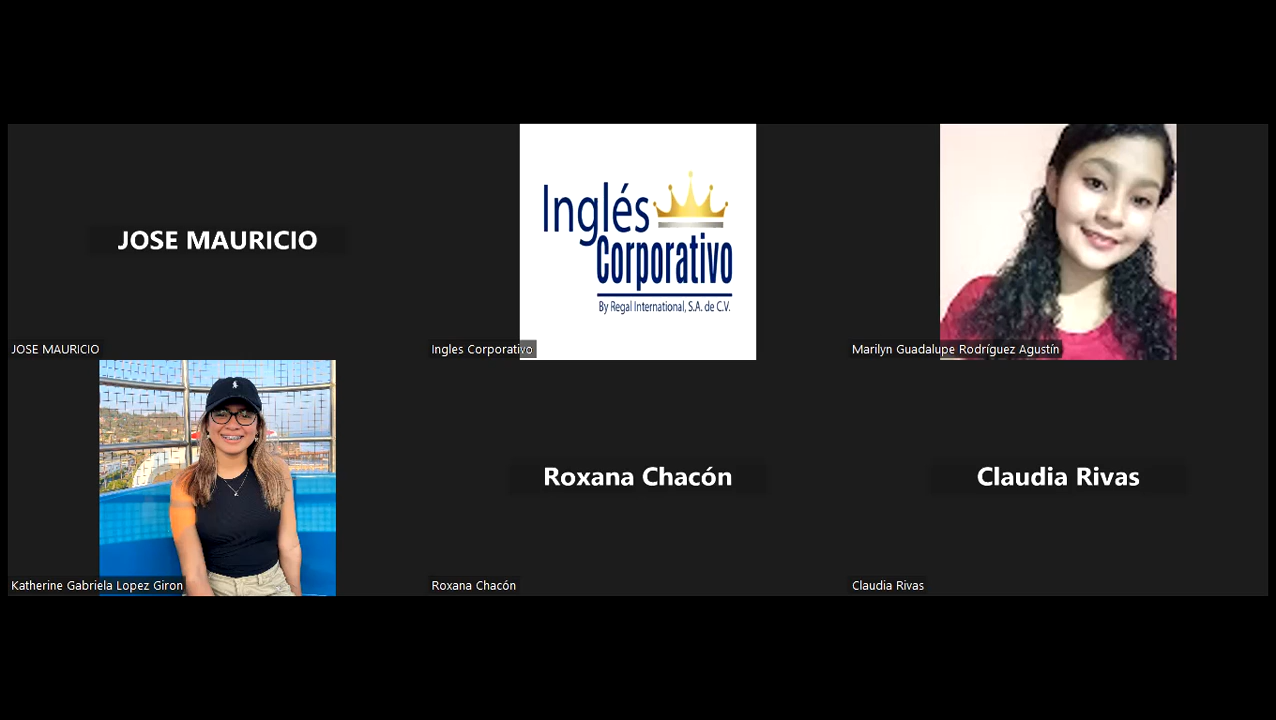 JOSE MAURICIO
JOSE MAURICIO
Inglés
Corporativo
By Regal International, S.A. de C.V.
Ingles Corporativo
Marilyn Guadalupe Rodríguez Agustín
Katherine Gabriela Lopez Giron
Roxana Chacón
Roxana Chacón
Claudia Rivas
Claudia Rivas